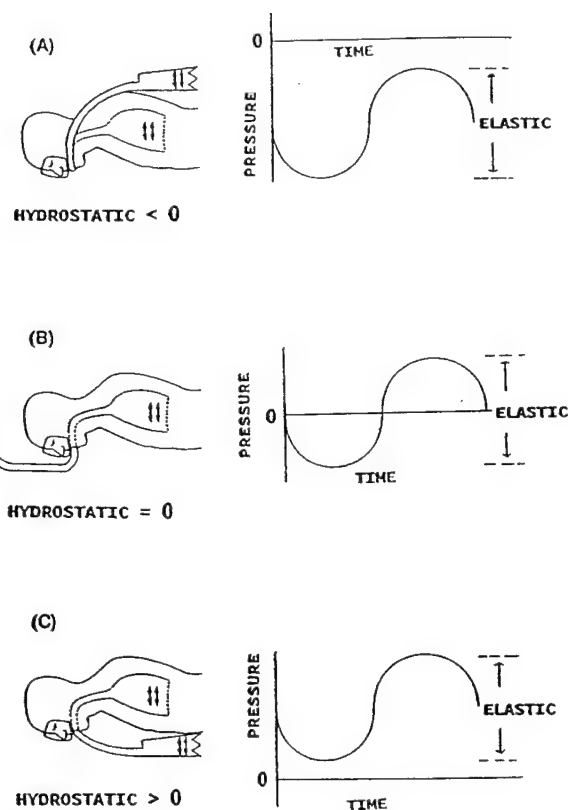 (A)
0
TIME
PRESSURE
ELASTIC
HYDROSTATIC < 0
(B)
PRESSURE
0
ELASTIC
TIME
HYDROSTATIC = 0
(C)
PRESSURE
ELASTIC
0
TIME
HYDROSTATIC > 0